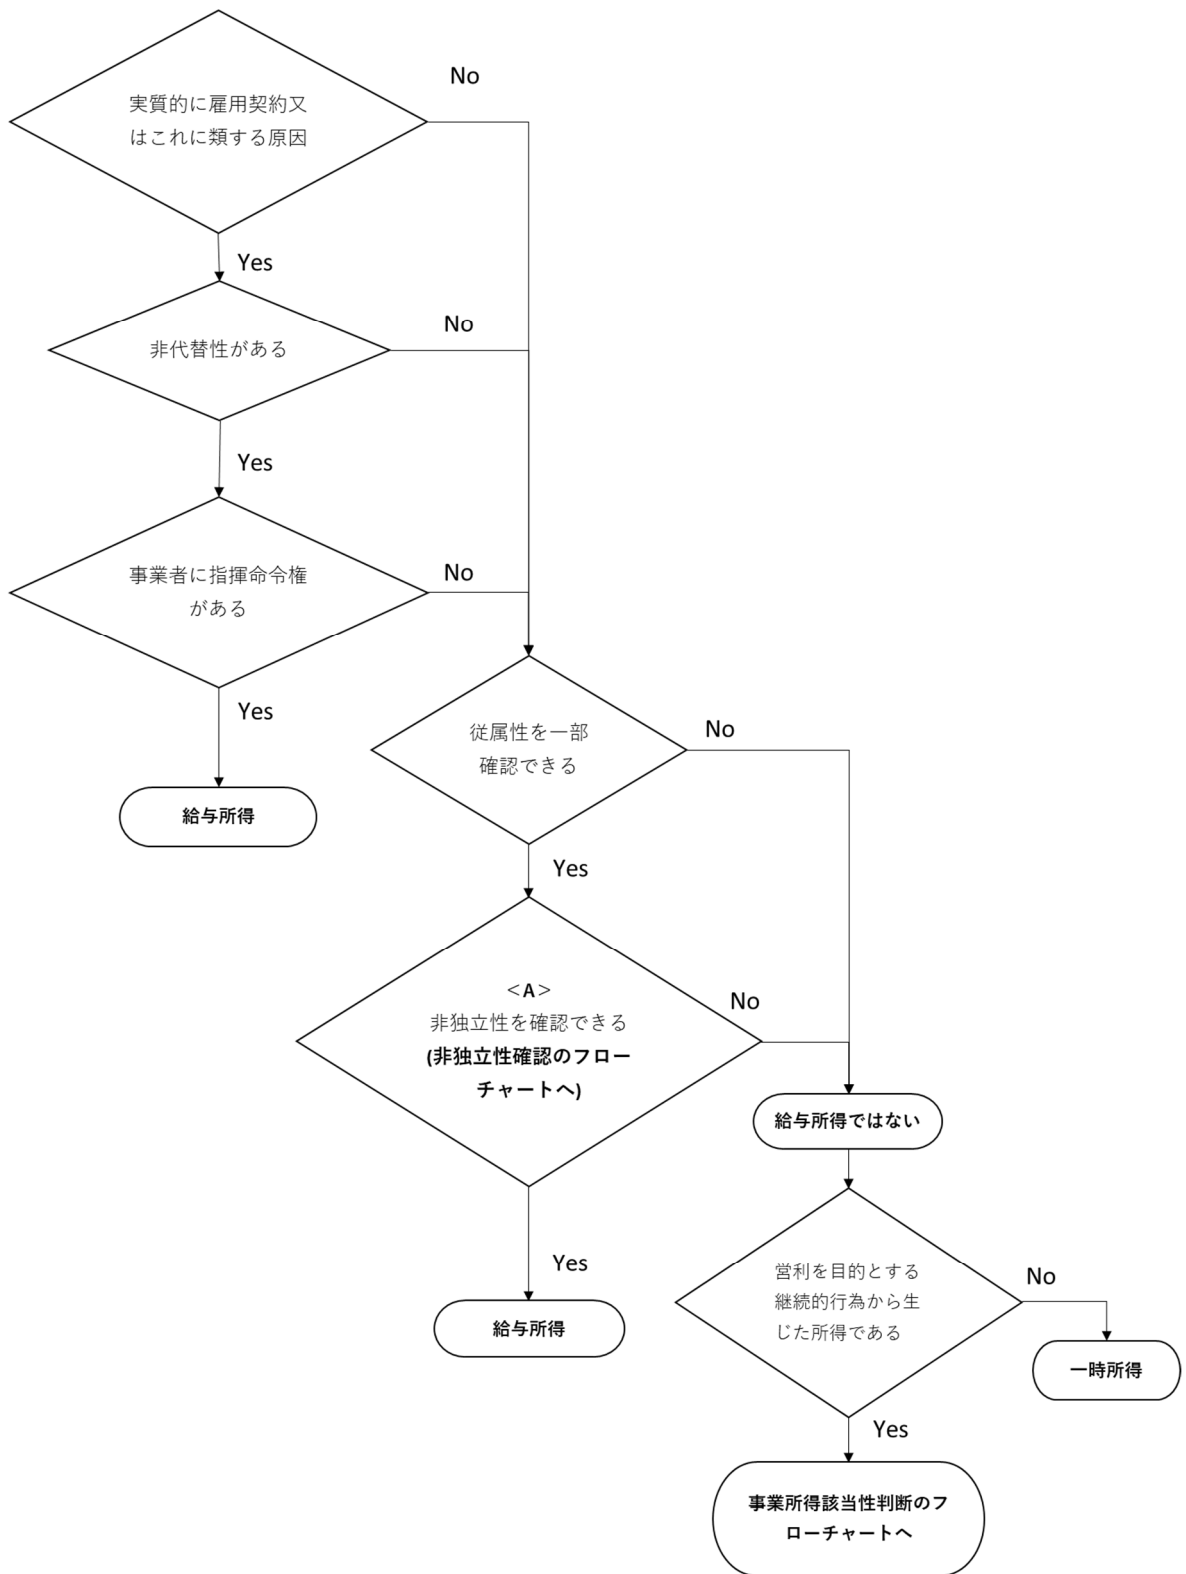 No
実質的に雇用契約又
はこれに類する原因
Yes
No
非代替性がある
Yes
No
事業者に指揮命令権
がある
Yes
給与所得
従属性を一部
確認できる
No
Yes
＜A＞
非独立性を確認できる
(非独立性確認のフロー
チャートへ)
No
Yes
給与所得
給与所得ではない
営利を目的とする
継続的行為から生
じた所得である
No
一時所得
Yes
事業所得該当性判断のフ
ローチャートへ